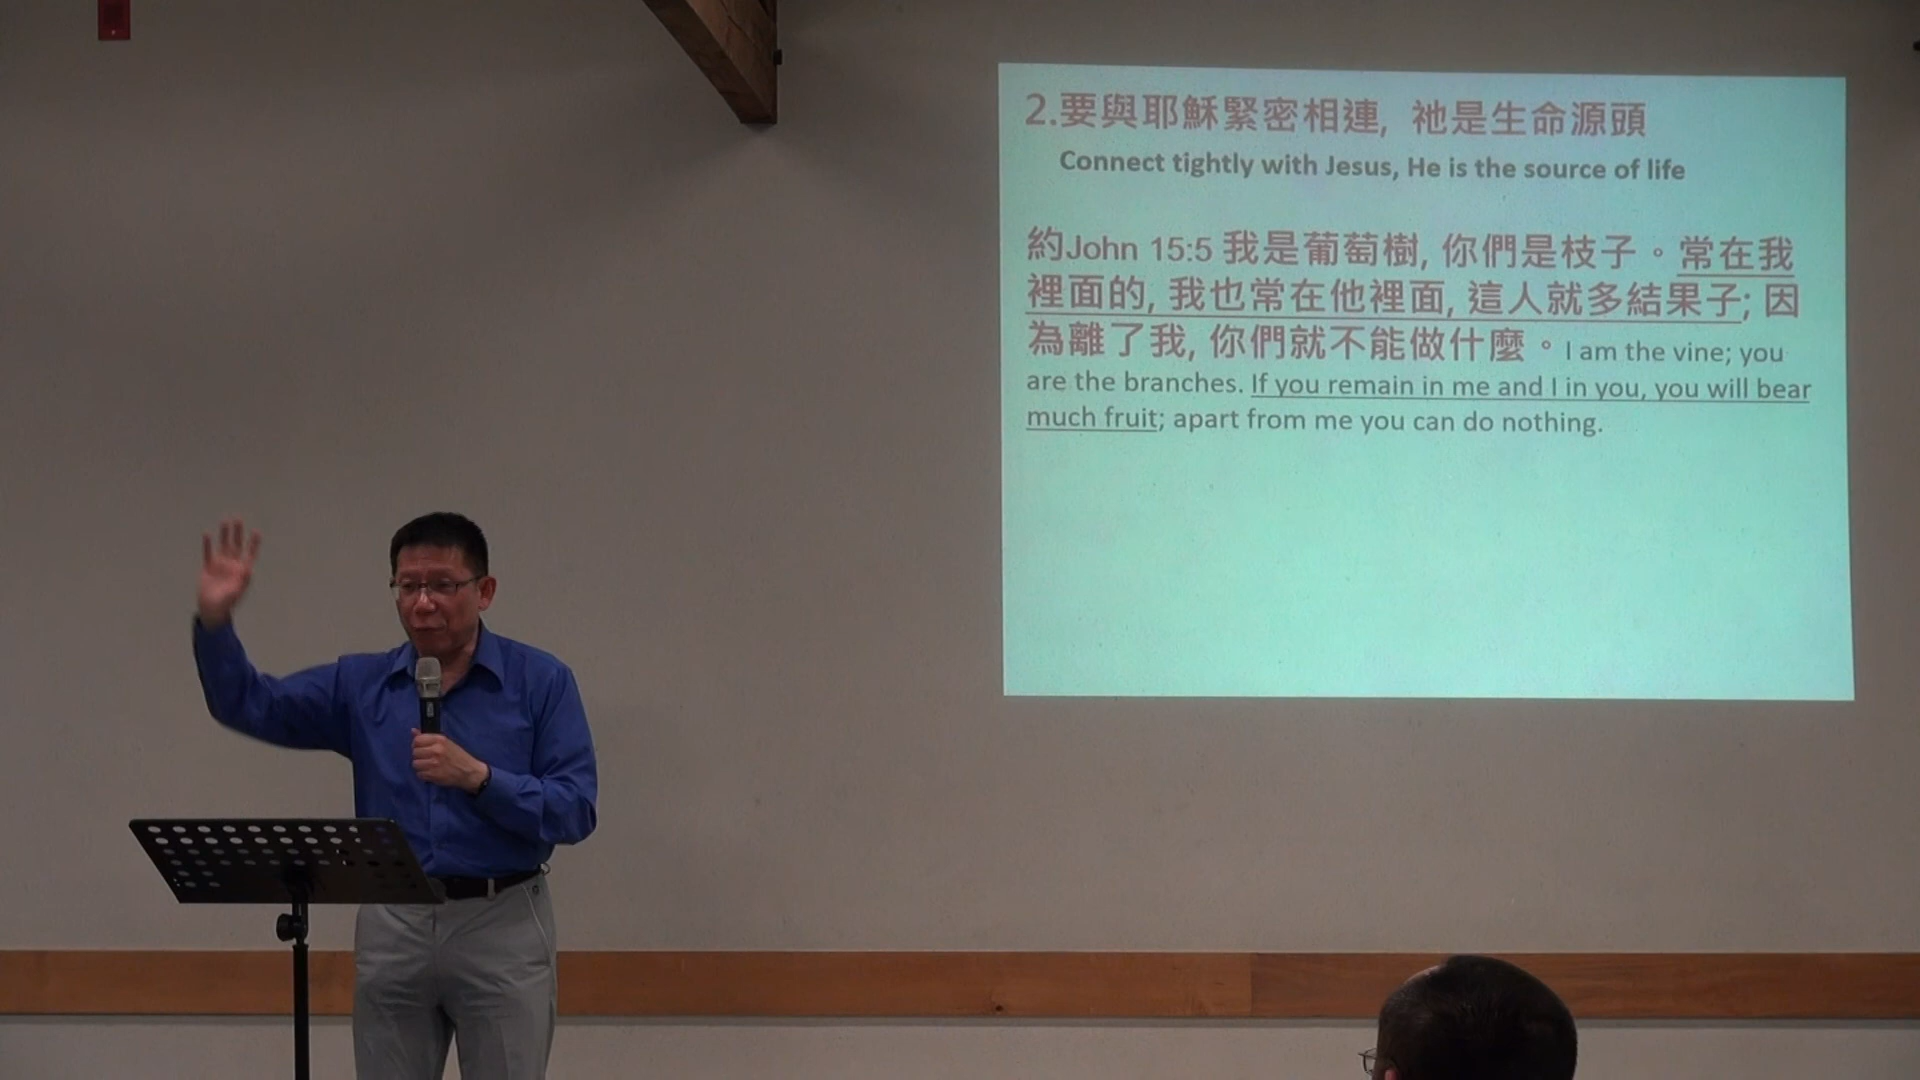 2.要與耶穌緊密相連, 祂是生命源頭
Connect tightly with Jesus, He is the source of life
約John 15:5 我是葡萄樹, 你們是枝子。常在我
裡面的, 我也常在他裡面, 這人就多結果子; 因
為離了我, 你們就不能做什麼。I am the vine; you
are the branches. If you remain in me and I in you, you will bear
much fruit; apart from me you can do nothing.